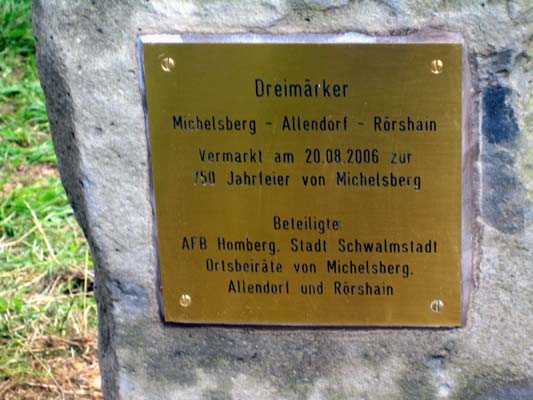 Dreimärker
Michelsberg - Allendorf - Rörshain
Vermarkt am 20.08.2006 zur
750 Jahrfeier von Michelsberg
Beteiligte:
AFB Homberg, Stadt Schwalmstadt
Ortsbeiräte von Michelsberg,
Allendorf und Rörshain